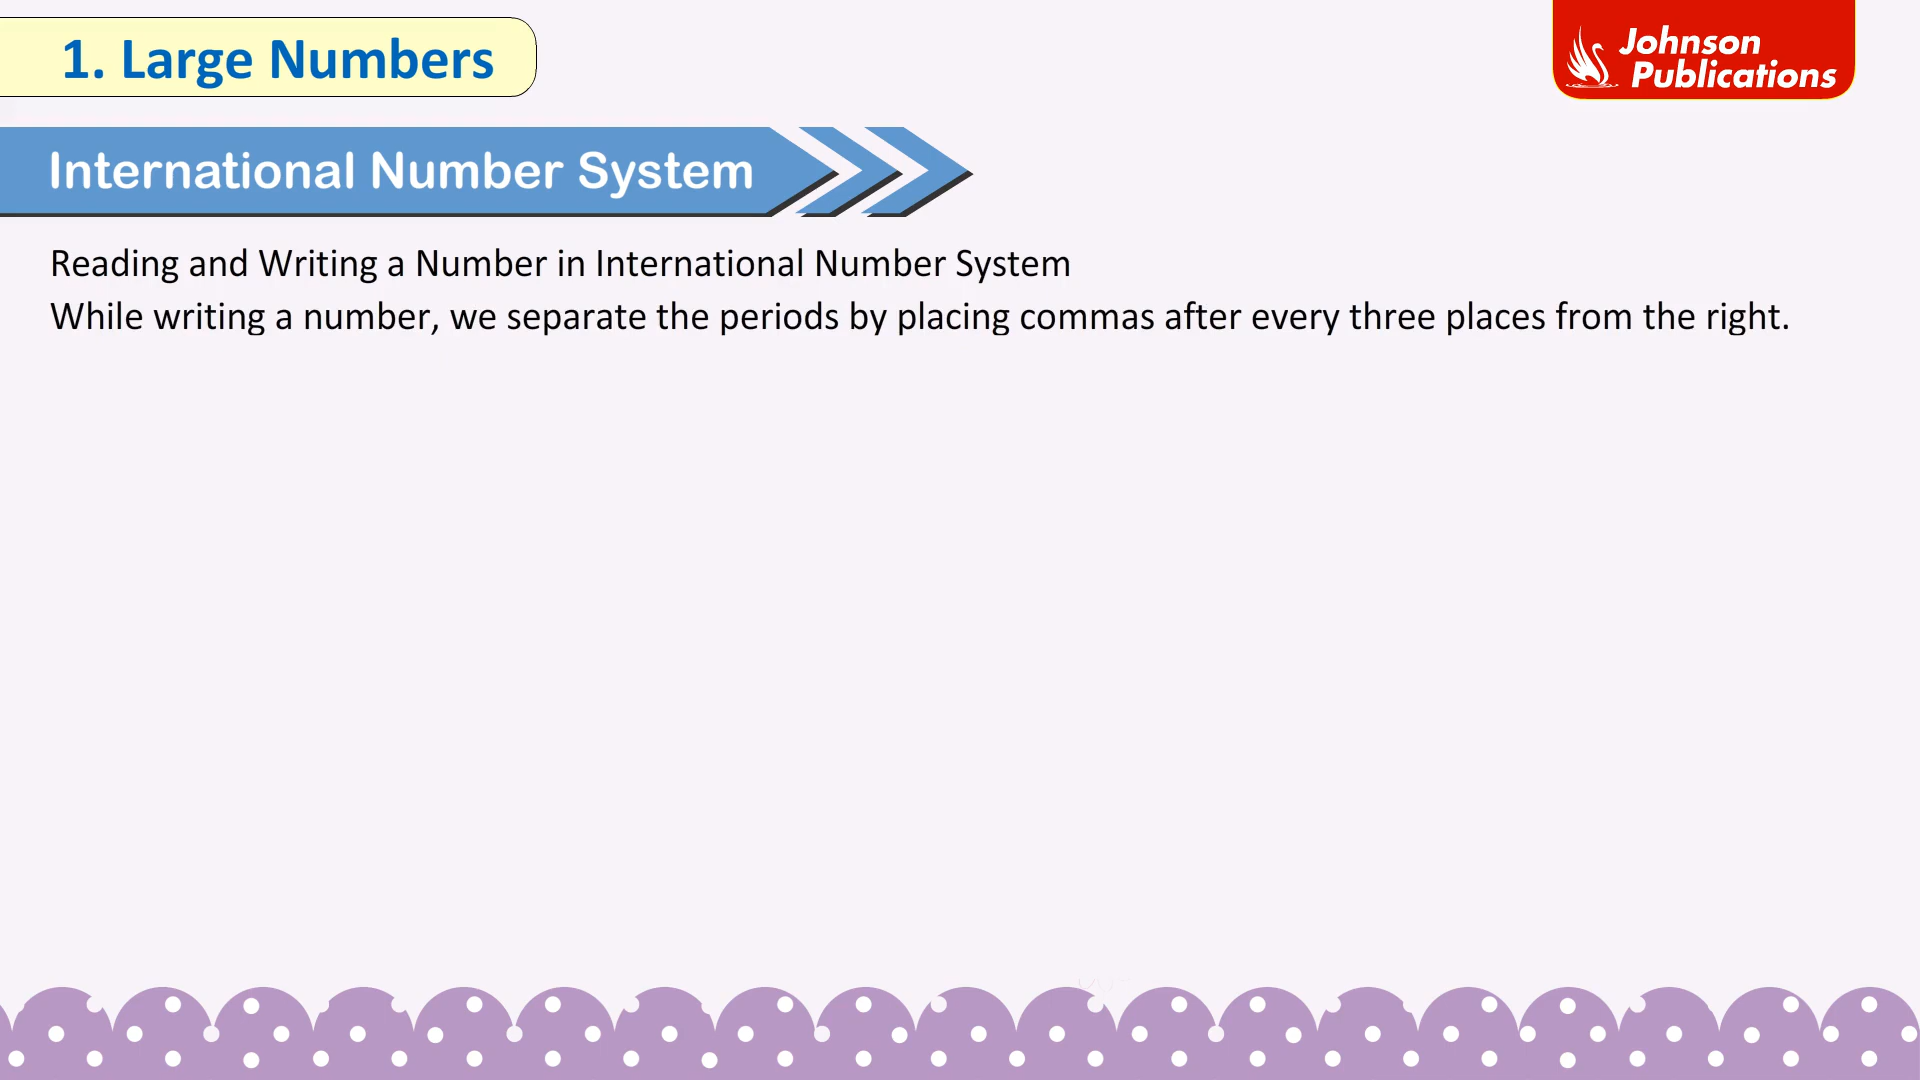 1. Large Numbers
Johnson
Publications
International Number System
Reading and Writing a Number in International Number System
While writing a number, we separate the periods by placing commas after every three places from the right.